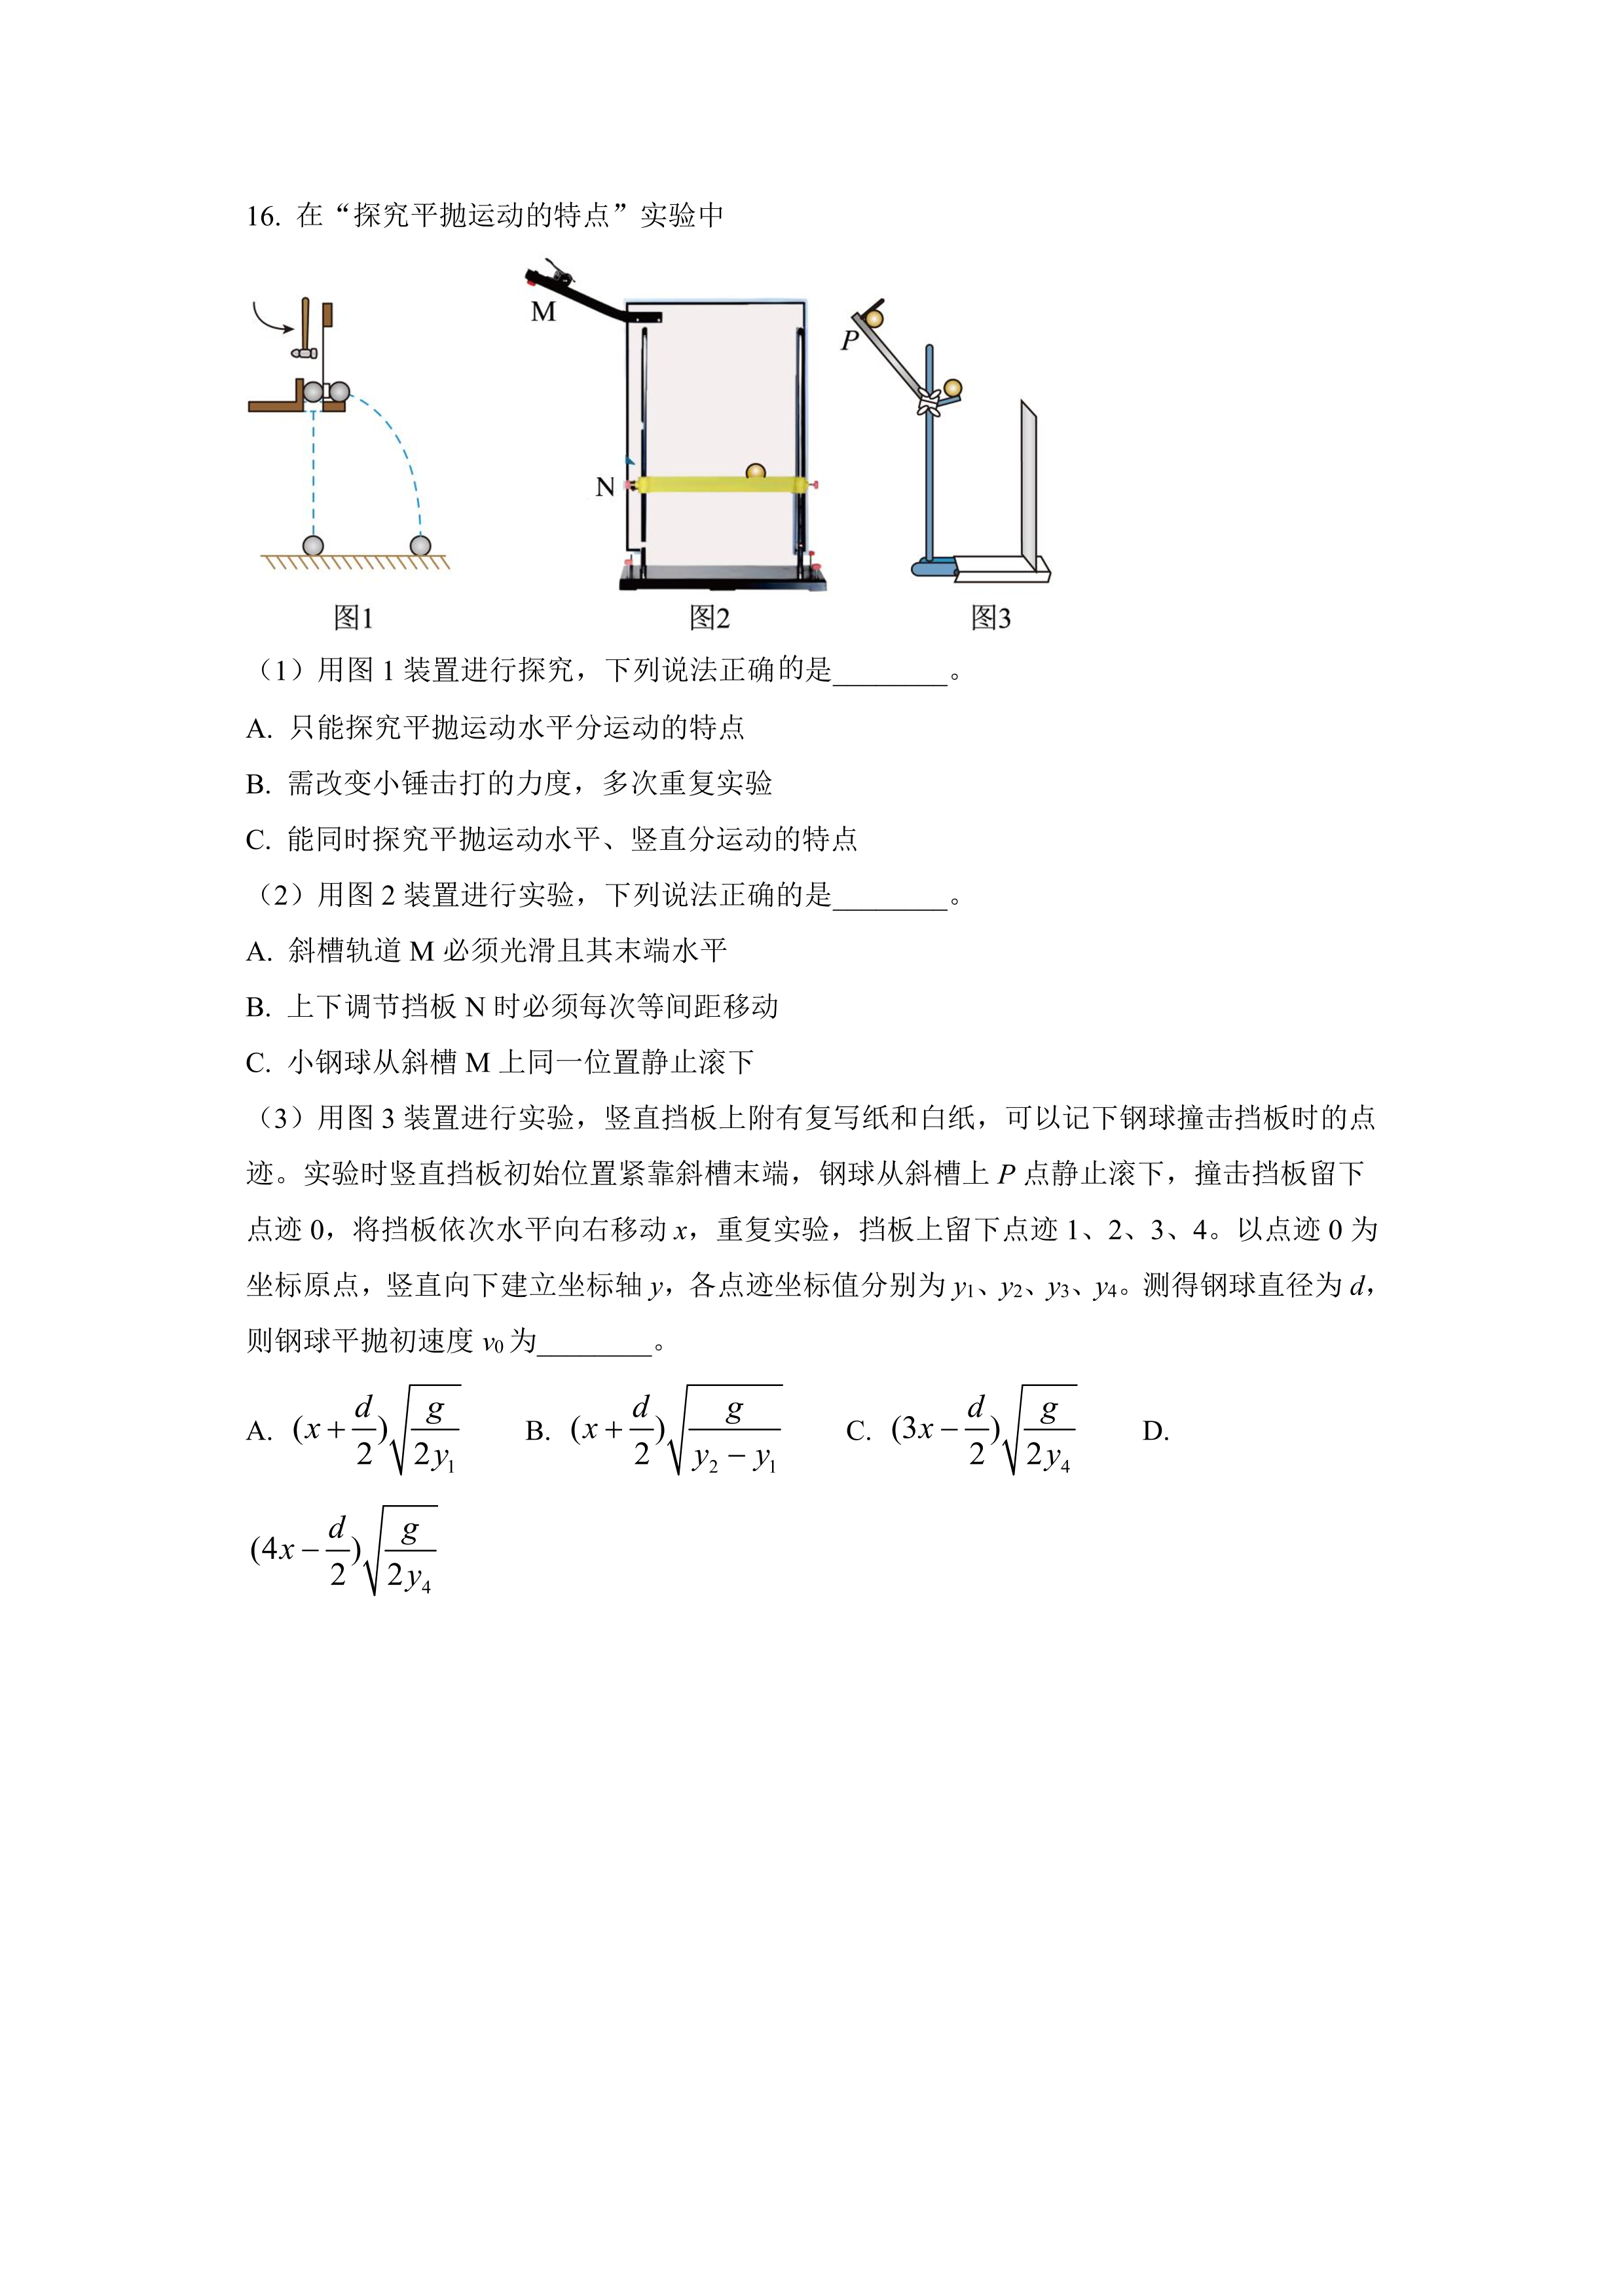 16. 在“探究平抛运动的特点”实验中
M
N
P
图1 图2 图3
（1）用图 1 装置进行探究，下列说法正确的是________。
A. 只能探究平抛运动水平分运动的特点
B. 需改变小锤击打的力度，多次重复实验
C. 能同时探究平抛运动水平、竖直分运动的特点
（2）用图 2 装置进行实验，下列说法正确的是________。
A. 斜槽轨道 M 必须光滑且其末端水平
B. 上下调节挡板 N 时必须每次等间距移动
C. 小钢球从斜槽 M 上同一位置静止滚下
（3）用图 3 装置进行实验，竖直挡板上附有复写纸和白纸，可以记下钢球撞击挡板时的点
迹。实验时竖直挡板初始位置紧靠斜槽末端，钢球从斜槽上 P 点静止滚下，撞击挡板留下
点迹 0，将挡板依次水平向右移动 x，重复实验，挡板上留下点迹 1、2、3、4。以点迹 0 为
坐标原点，竖直向下建立坐标轴 y，各点迹坐标值分别为 y₁、y₂、y₃、y₄。测得钢球直径为 d，
则钢球平抛初速度 v₀ 为________。
A. $(x+\frac{d}{2})\sqrt{\frac{g}{2y_1}}$ B. $(x+\frac{d}{2})\sqrt{\frac{g}{y_2-y_1}}$ C. $(3x-\frac{d}{2})\sqrt{\frac{g}{2y_4}}$ D.
$(4x-\frac{d}{2})\sqrt{\frac{g}{2y_4}}$